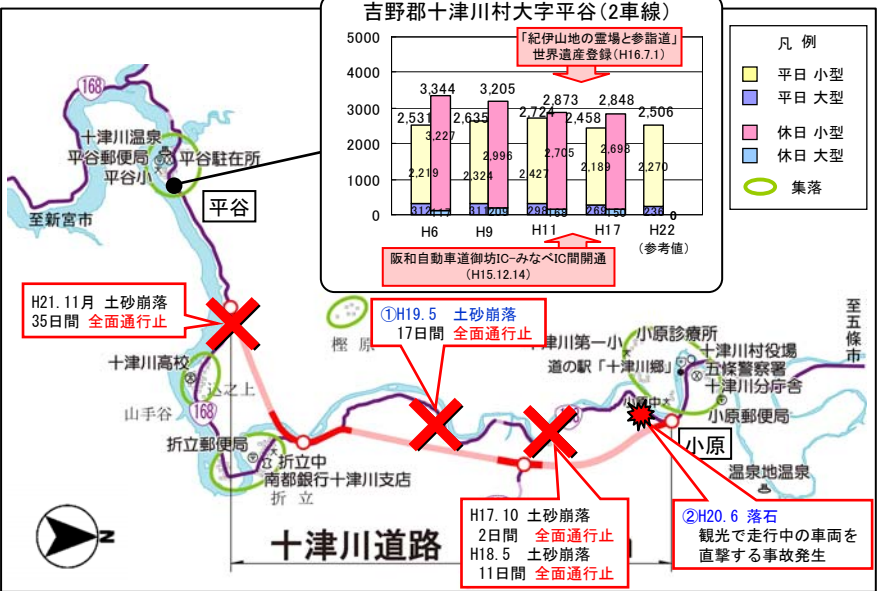 吉野郡十津川村大字平谷(2車線)
5000
4000
3000
2000
1000
0
「紀伊山地の霊場と参詣道」
世界遺産登録(H16.7.1)
3,344
3,205
2,873
2,848
2,506
2,531
2,635
2,724
2,458
3,227
2,996
2,705
2,698
2,219
2,324
2,427
2,189
2,270
312
117
311
209
298
168
269
150
236
0
H6
H9
H11
H17
H22
(参考値)
阪和自動車道御坊IC-みなべIC間開通
(H15.12.14)
凡 例
平日 小型
平日 大型
休日 小型
休日 大型
集落
168
十津川温泉
平谷郵便局
平谷駐在所
平谷小
平谷
至新宮市
H21.11月 土砂崩落
35日間 全面通行止
樫原
①H19.5 土砂崩落
17日間 全面通行止
至五條市
小原診療所
十津川第一小
十津川村役場
道の駅「十津川郷」
五條警察署
十津川分庁舎
小原郵便局
小原
温泉地温泉
168
十津川高校
込之上
山手谷
168
折立郵便局
折立中
南都銀行十津川支店
折立
N
十津川道路
H17.10 土砂崩落
2日間 全面通行止
H18.5 土砂崩落
11日間 全面通行止
②H20.6 落石
観光で走行中の車両を
直撃する事故発生